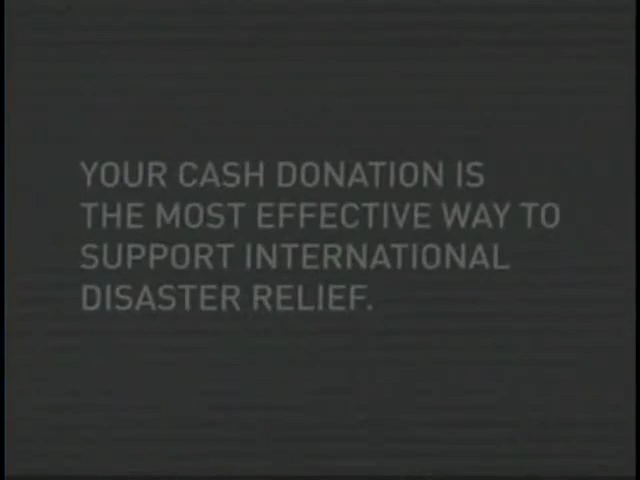 YOUR CASH DONATION IS
THE MOST EFFECTIVE WAY TO
SUPPORT INTERNATIONAL
DISASTER RELIEF.